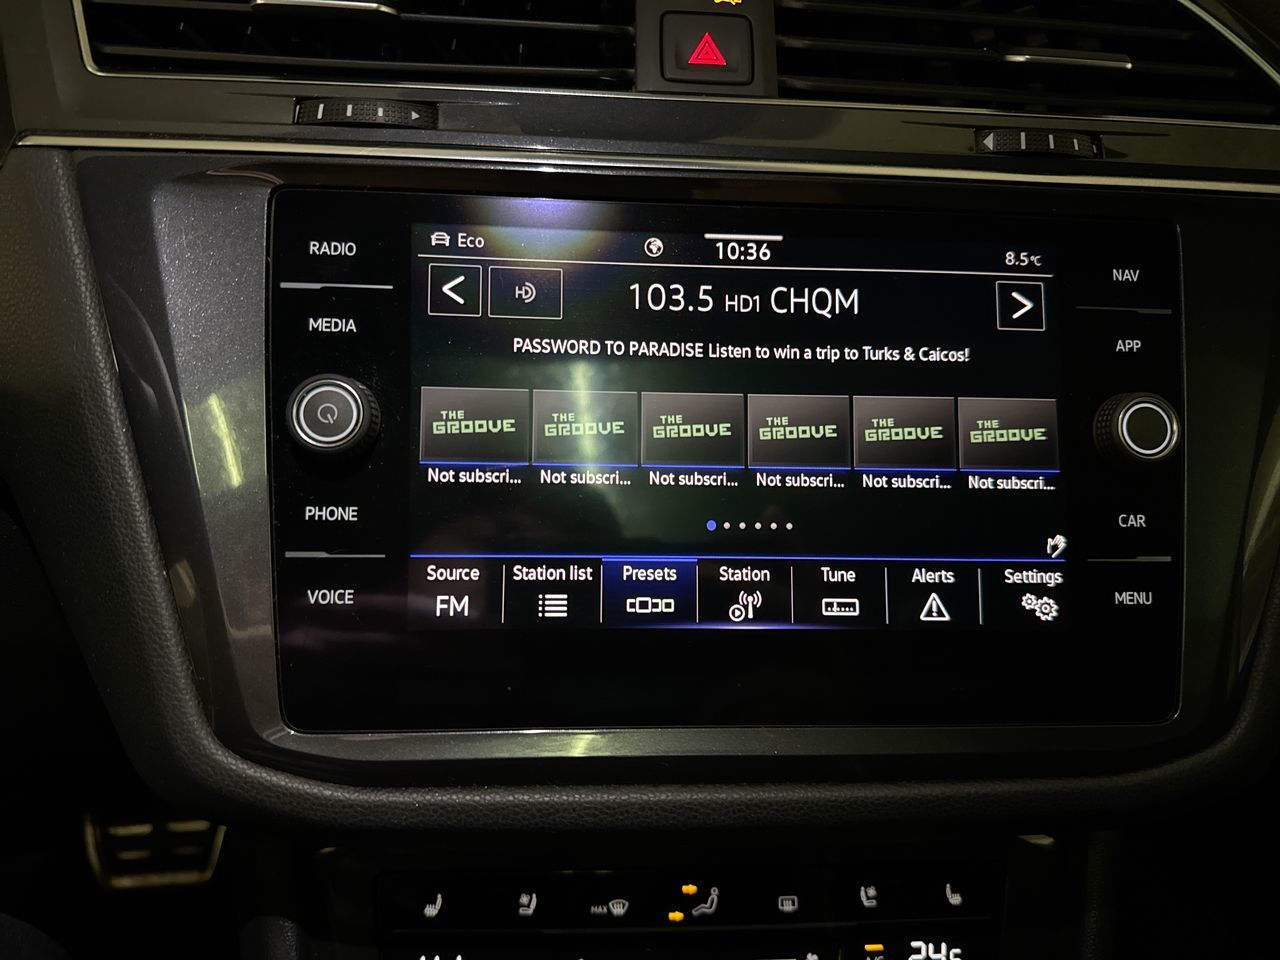 RADIO
MEDIA
PHONE
VOICE
Eco
10:36
8.5°C
HD
103.5 HD1 CHQM
PASSWORD TO PARADISE Listen to win a trip to Turks & Caicos!
THE GROOVE
THE GROOVE
THE GROOVE
THE GROOVE
THE GROOVE
THE GROOVE
Not subscri...
Not subscri...
Not subscri...
Not subscri...
Not subscri...
Not subscri...
Source
FM
Station list
Presets
Station
Tune
Alerts
Settings
NAV
APP
CAR
MENU
MAX